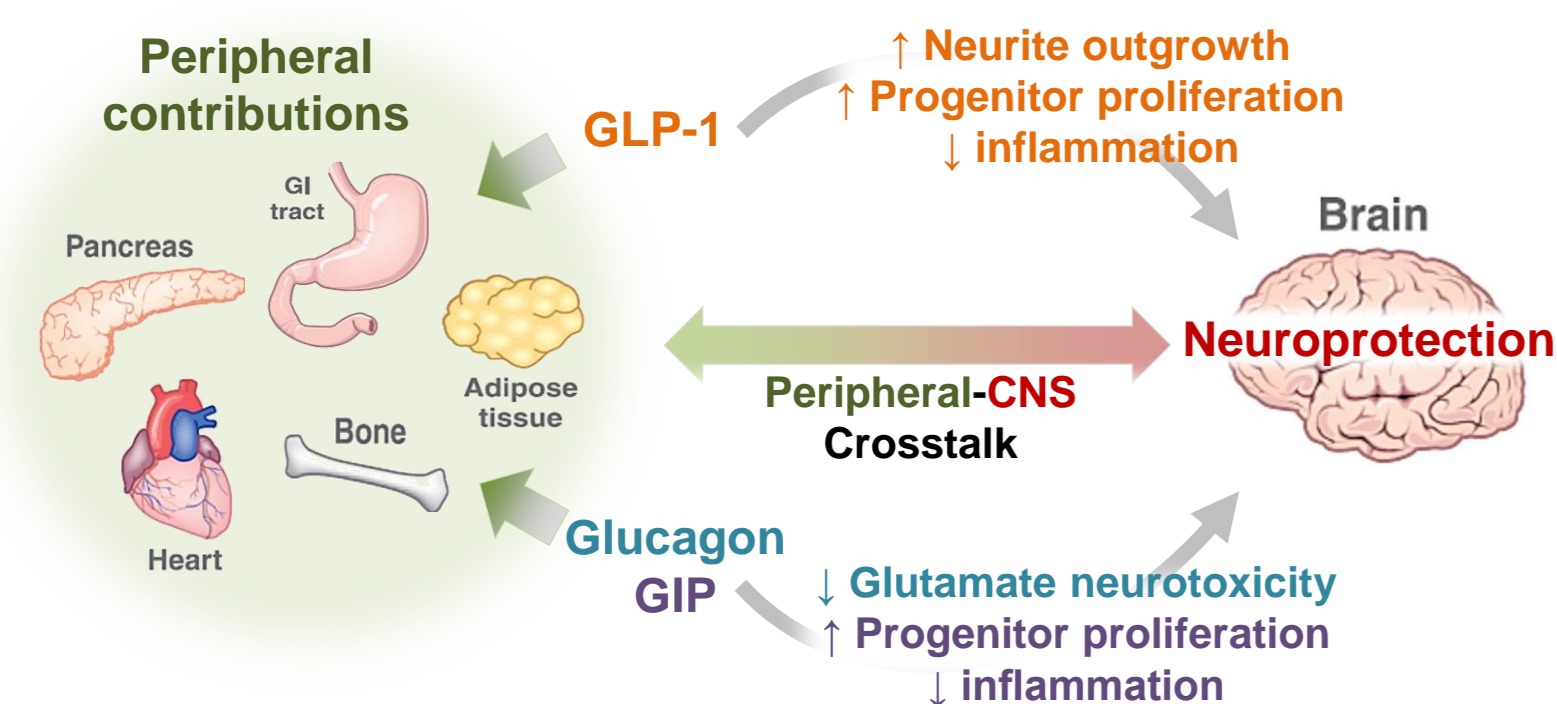 Peripheral
contributions
GI
tract
Pancreas
Adipose
tissue
Bone
Heart
GLP-1
↑ Neurite outgrowth
↑ Progenitor proliferation
↓ inflammation
Brain
Neuroprotection
Peripheral-CNS
Crosstalk
Glucagon
GIP
↓ Glutamate neurotoxicity
↑ Progenitor proliferation
↓ inflammation